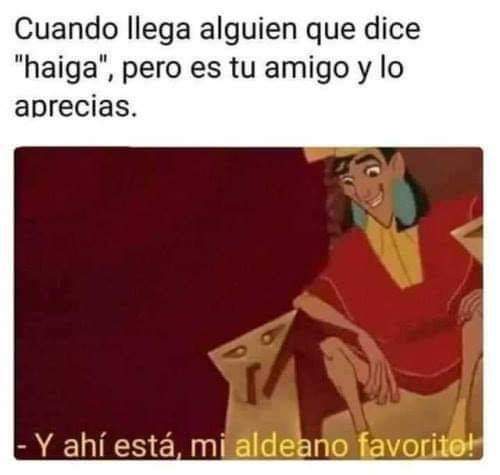 Cuando llega alguien que dice
"haiga", pero es tu amigo y lo
aprecias.
- Y ahí está, mi aldeano favorito!